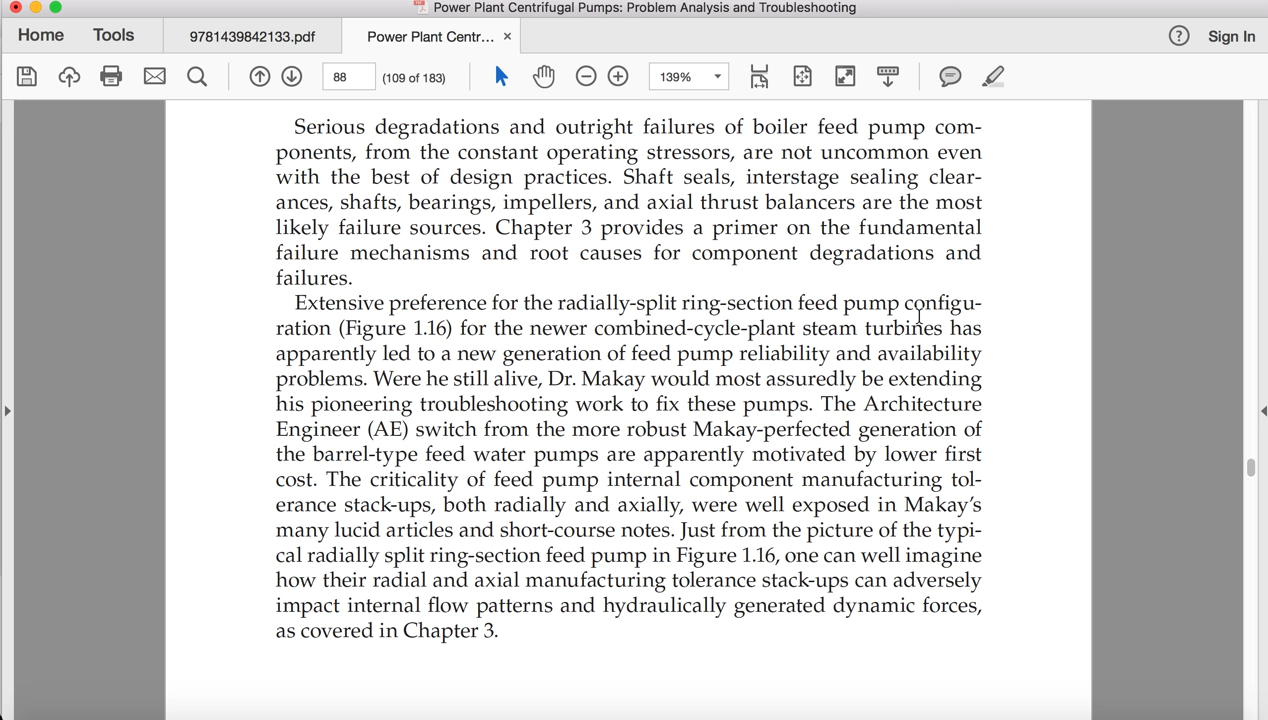 Power Plant Centrifugal Pumps: Problem Analysis and Troubleshooting
Home Tools 9781439842133.pdf Power Plant Centr... × ? Sign In
88 (109 of 183) 139%
Serious degradations and outright failures of boiler feed pump com-
ponents, from the constant operating stressors, are not uncommon even
with the best of design practices. Shaft seals, interstage sealing clear-
ances, shafts, bearings, impellers, and axial thrust balancers are the most
likely failure sources. Chapter 3 provides a primer on the fundamental
failure mechanisms and root causes for component degradations and
failures.
Extensive preference for the radially-split ring-section feed pump configu-
ration (Figure 1.16) for the newer combined-cycle-plant steam turbines has
apparently led to a new generation of feed pump reliability and availability
problems. Were he still alive, Dr. Makay would most assuredly be extending
his pioneering troubleshooting work to fix these pumps. The Architecture
Engineer (AE) switch from the more robust Makay-perfected generation of
the barrel-type feed water pumps are apparently motivated by lower first
cost. The criticality of feed pump internal component manufacturing tol-
erance stack-ups, both radially and axially, were well exposed in Makay's
many lucid articles and short-course notes. Just from the picture of the typi-
cal radially split ring-section feed pump in Figure 1.16, one can well imagine
how their radial and axial manufacturing tolerance stack-ups can adversely
impact internal flow patterns and hydraulically generated dynamic forces,
as covered in Chapter 3.